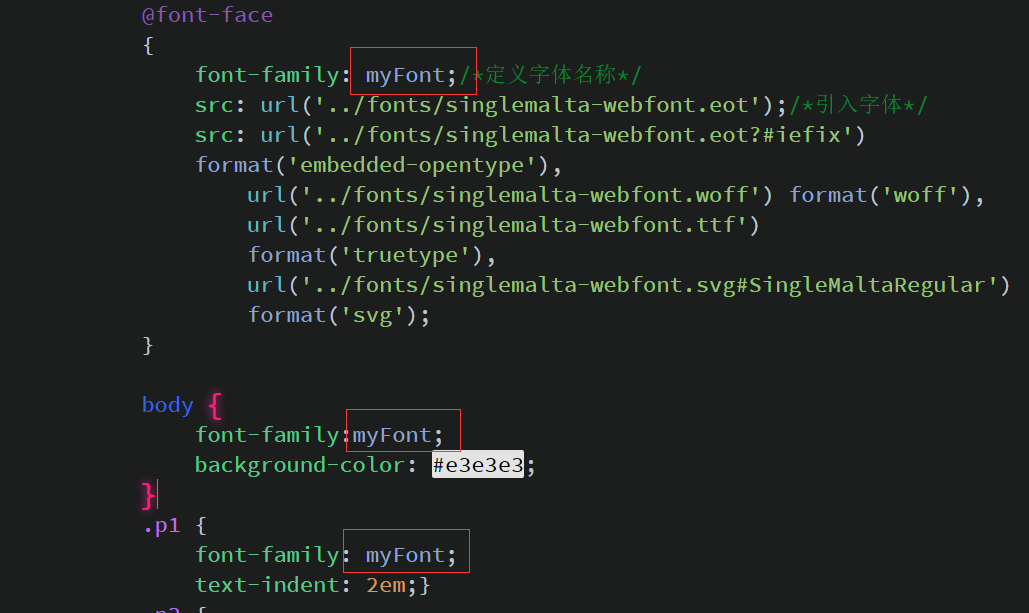 @font-face
{
font-family: myFont;/*定义字体名称*/
src: url('../fonts/singlemalta-webfont.eot');/*引入字体*/
src: url('../fonts/singlemalta-webfont.eot?#iefix')
format('embedded-opentype'),
url('../fonts/singlemalta-webfont.woff') format('woff'),
url('../fonts/singlemalta-webfont.ttf')
format('truetype'),
url('../fonts/singlemalta-webfont.svg#SingleMaltaRegular')
format('svg');
}
body {
font-family:myFont;
background-color: #e3e3e3;
}
.p1 {
font-family: myFont;
text-indent: 2em;}